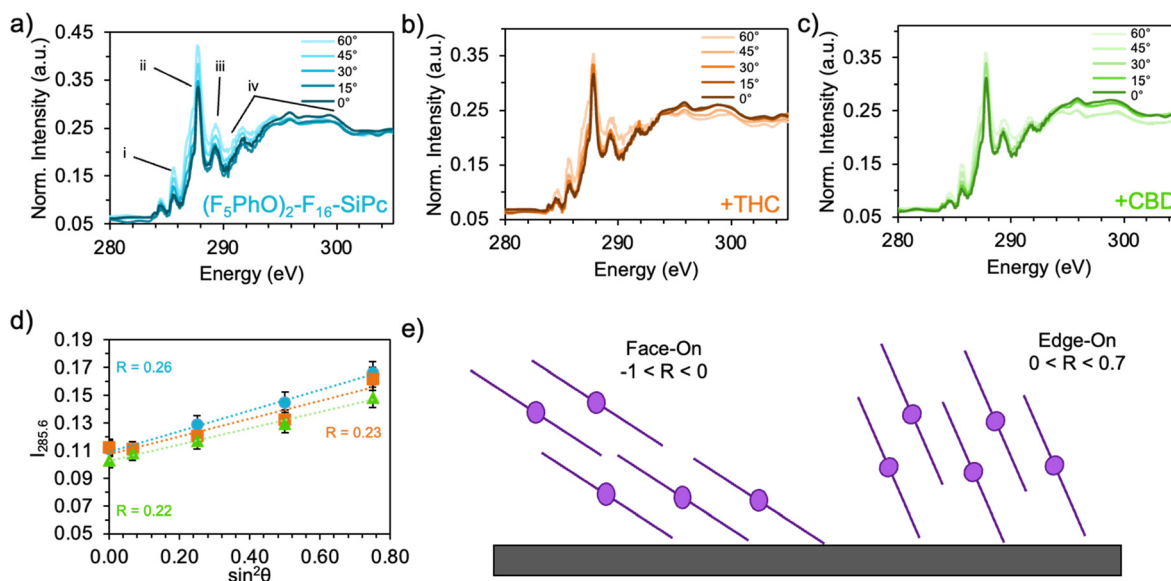 a)
Norm. Intensity (a.u.)
0.45
0.35
0.25
0.15
0.05
i
ii
iii
iv
60°
45°
30°
15°
0°
(F₅PhO)₂-F₁₆-SiPc
280
290
300
Energy (eV)
b)
Norm. Intensity (a.u.)
0.45
0.35
0.25
0.15
0.05
60°
45°
30°
15°
0°
+THC
280
290
300
Energy (eV)
c)
Norm. Intensity (a.u.)
0.45
0.35
0.25
0.15
0.05
60°
45°
30°
15°
0°
+CBD
280
290
300
Energy (eV)
d)
I₂₈₅.₆
0.19
0.17
0.15
0.13
0.11
0.09
0.07
0.05
R = 0.26
R = 0.23
R = 0.22
0.00
0.20
0.40
0.60
0.80
sin²θ
e)
Face-On
-1 < R < 0
Edge-On
0 < R < 0.7